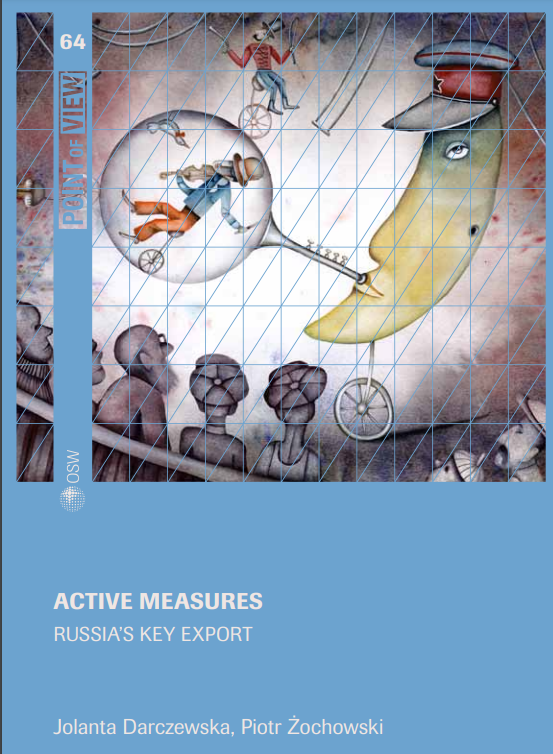 64
POINT OF VIEW
OSW
ACTIVE MEASURES
RUSSIA'S KEY EXPORT
Jolanta Darczewska, Piotr Żochowski